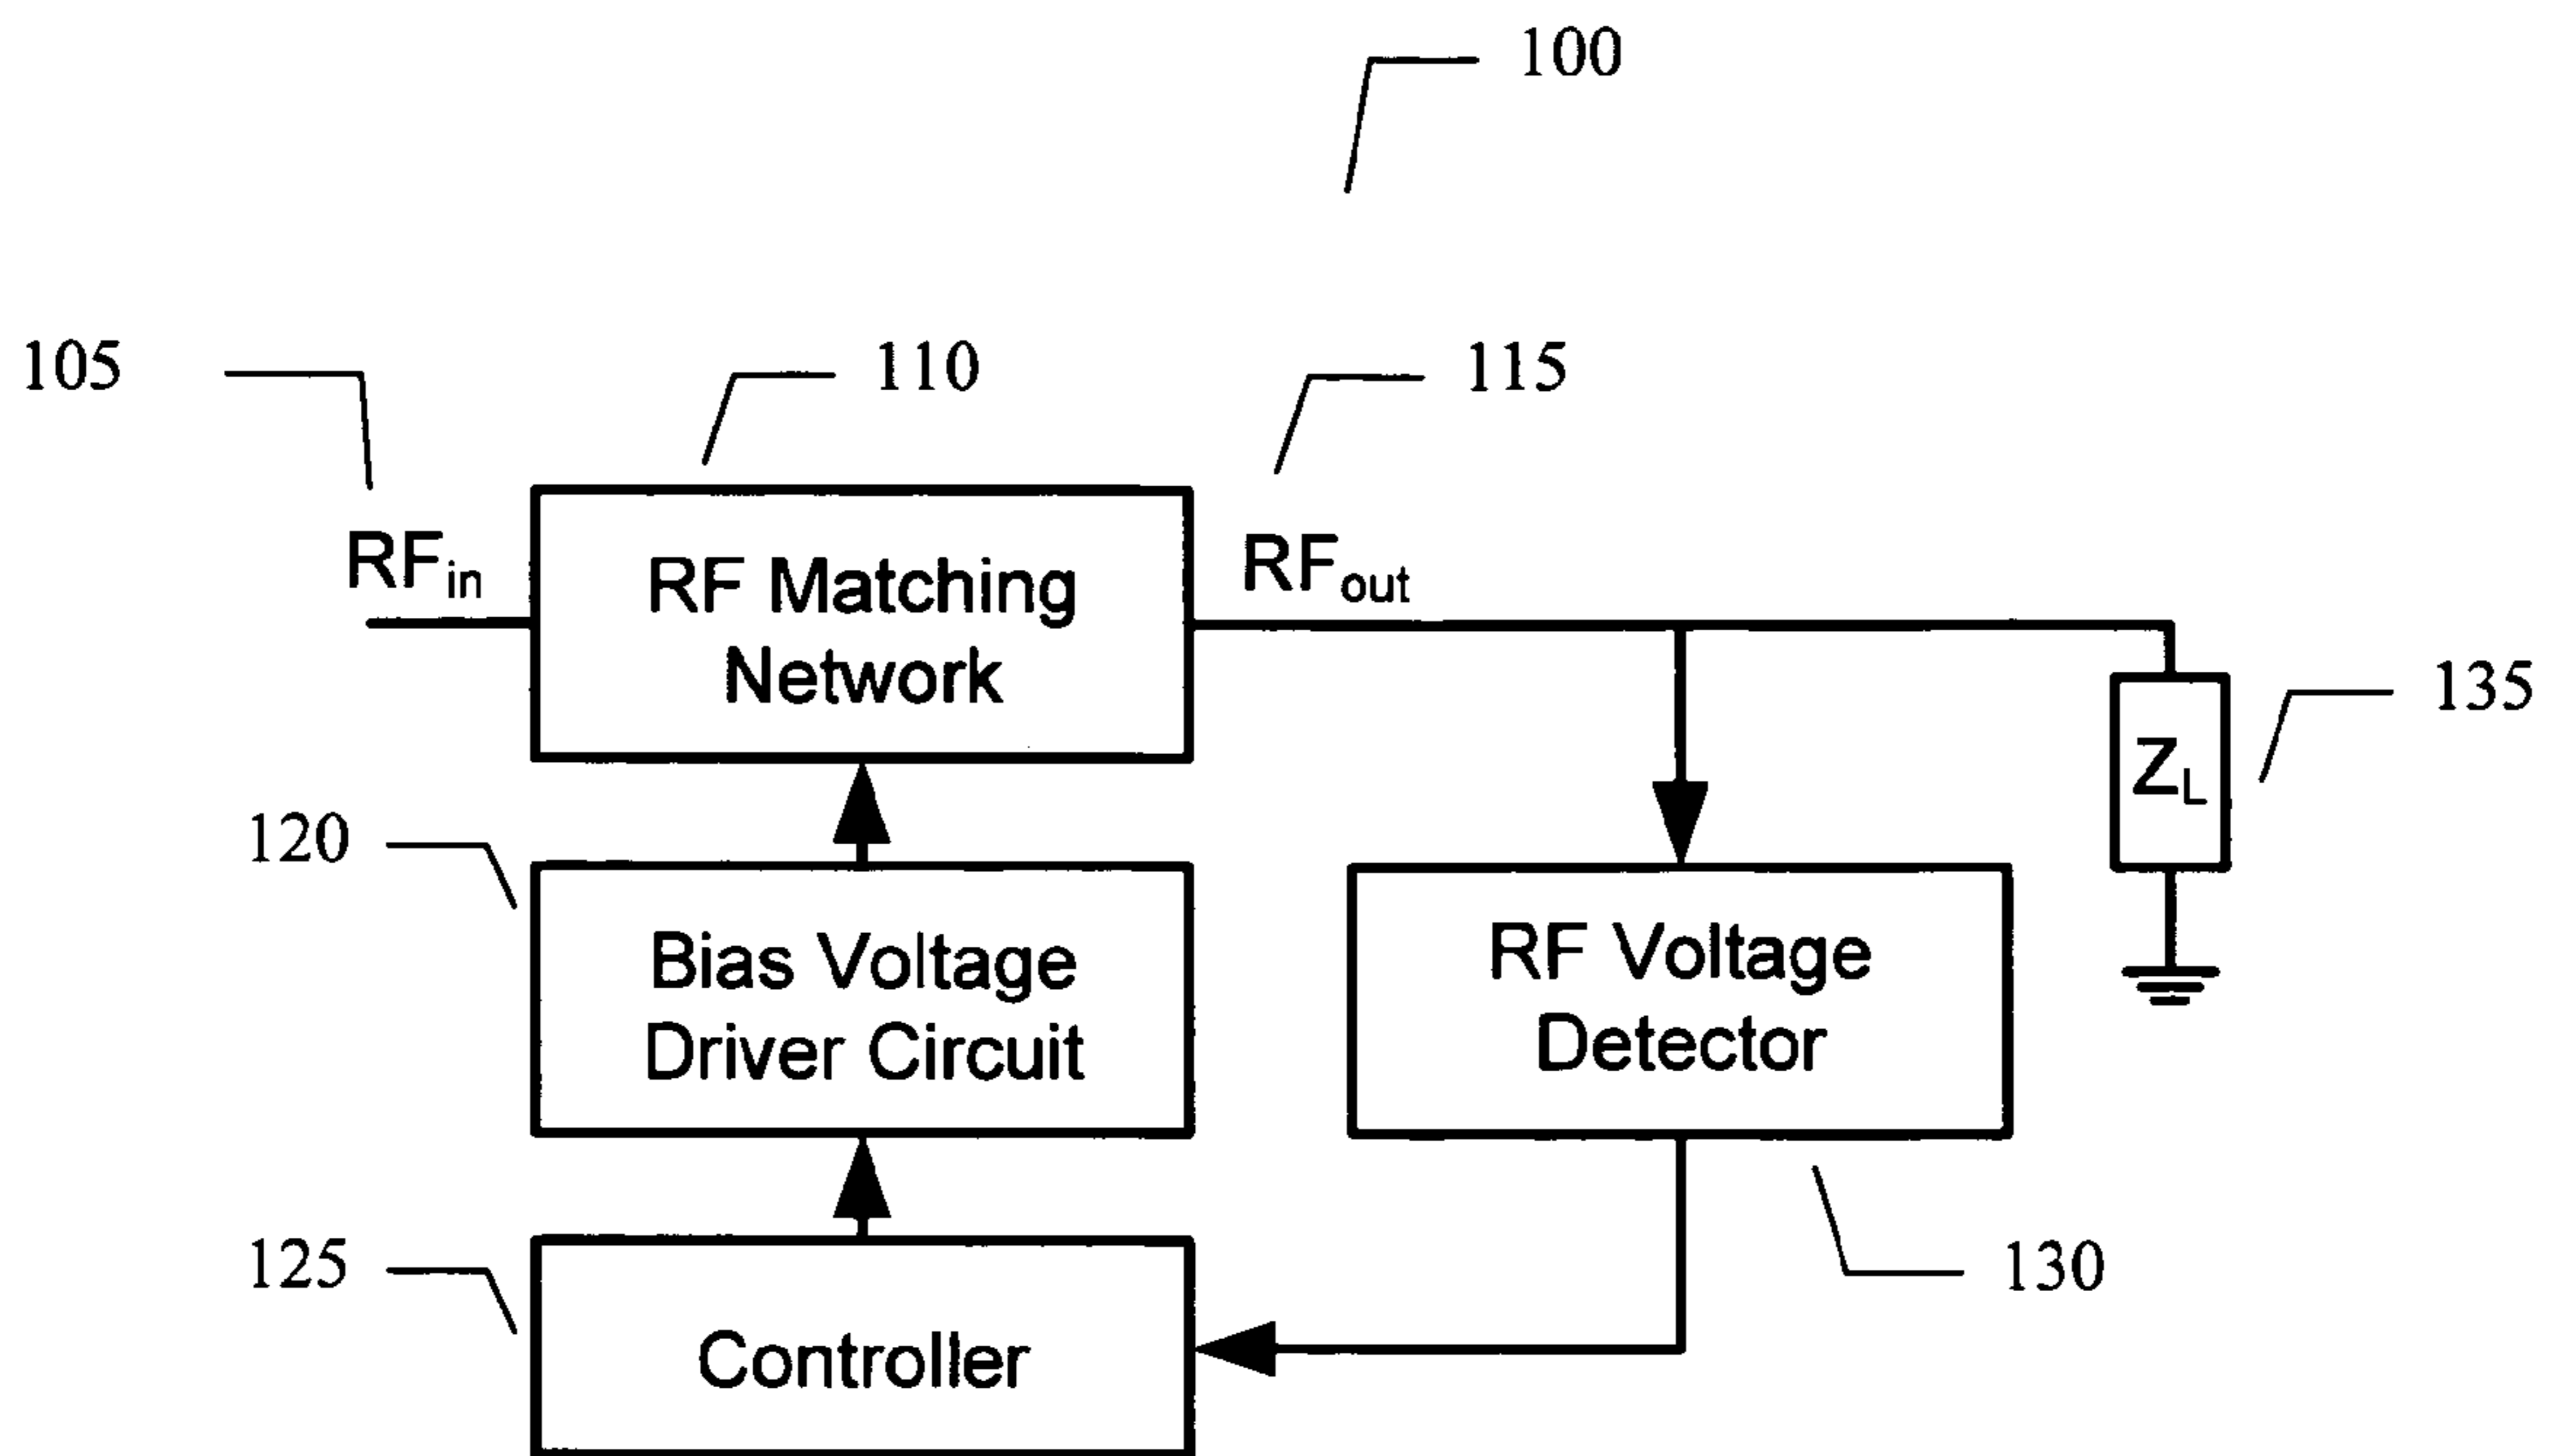 100
105
110
115
RFin
RF Matching
Network
RFout
135
ZL
120
Bias Voltage
Driver Circuit
RF Voltage
Detector
125
Controller
130